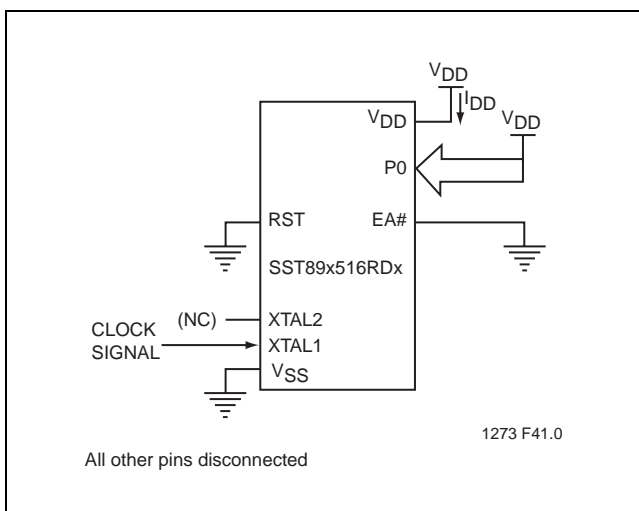 VDD
IDD
VDD
VDD
P0
RST
EA#
SST89x516RDx
(NC)
XTAL2
CLOCK
SIGNAL
XTAL1
VSS
1273 F41.0
All other pins disconnected